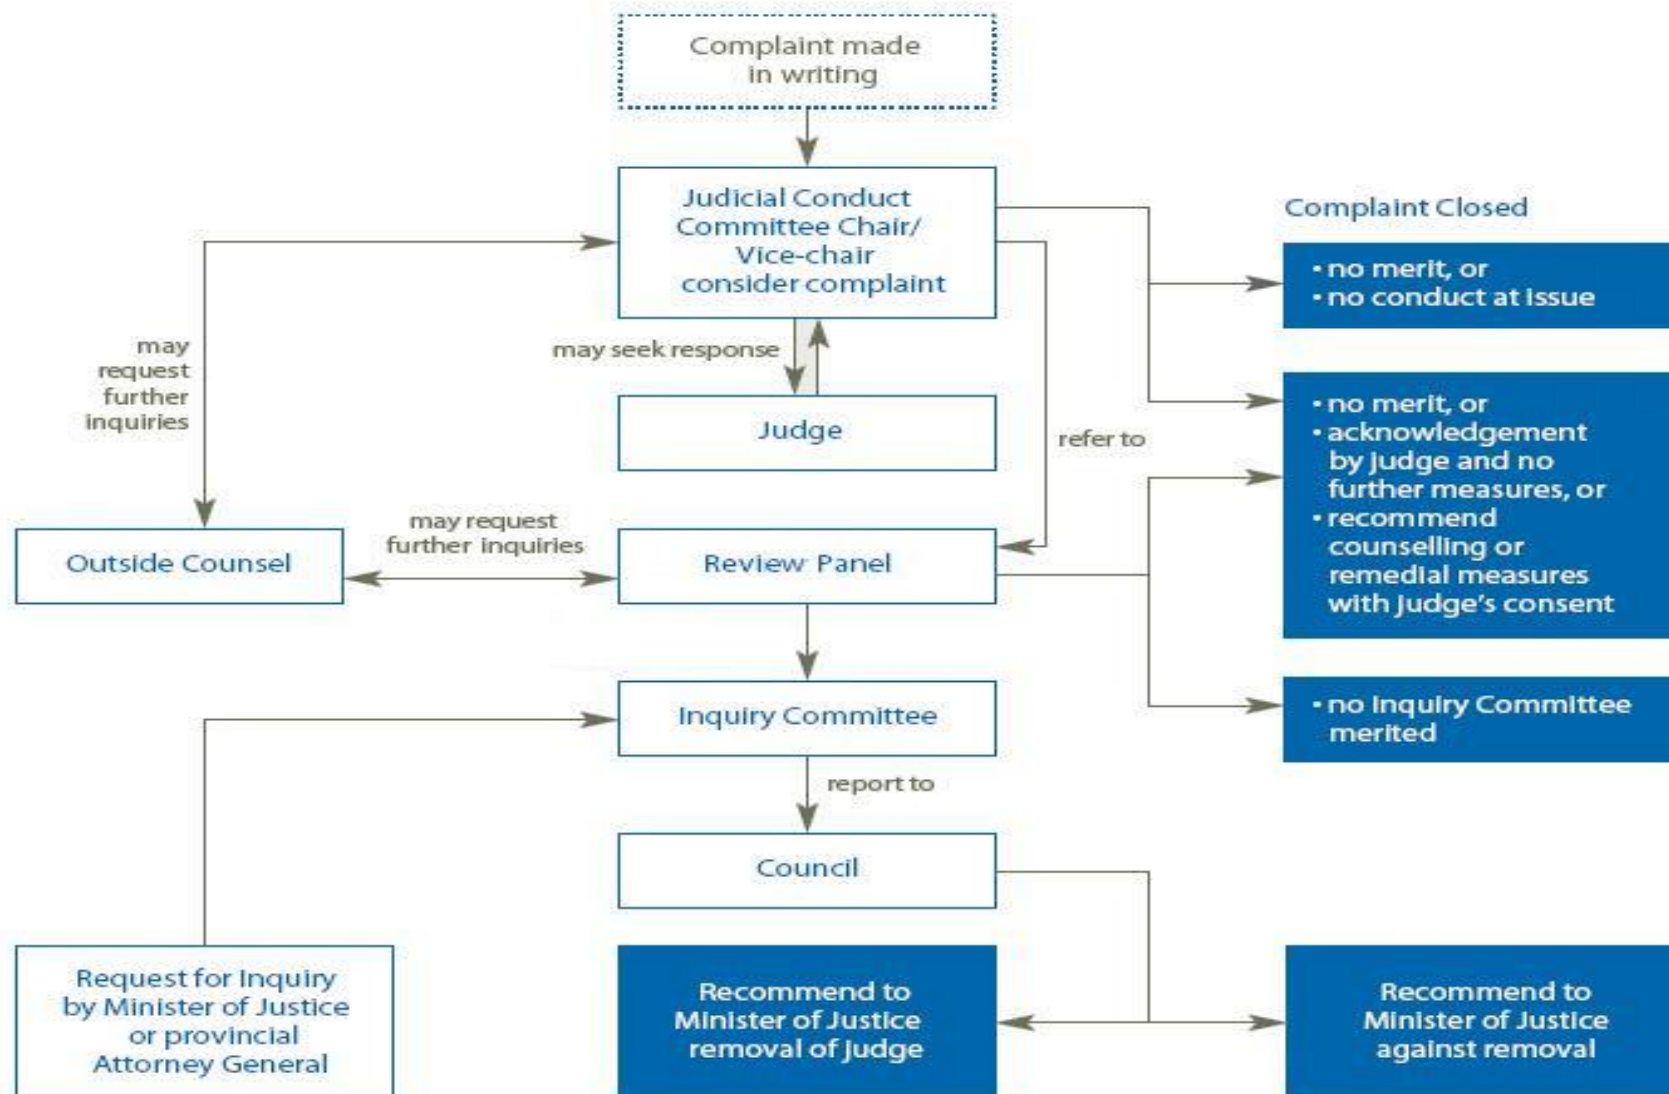 Complaint made
in writing
Judicial Conduct
Committee Chair/
Vice-chair
consider complaint
Complaint Closed
• no merit, or
• no conduct at issue
may
request
further
inquiries
may seek response
Judge
refer to
• no merit, or
• acknowledgement
by Judge and no
further measures, or
• recommend
counselling or
remedial measures
with Judge's consent
Outside Counsel
may request
further inquiries
Review Panel
Inquiry Committee
• no Inquiry Committee
merited
report to
Council
Request for Inquiry
by Minister of Justice
or provincial
Attorney General
Recommend to
Minister of Justice
removal of Judge
Recommend to
Minister of Justice
against removal